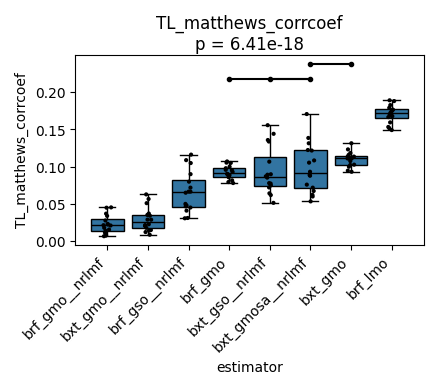 TL_matthews_corrcoef
p = 6.41e-18
TL_matthews_corrcoef
0.20
0.15
0.10
0.05
0.00
brf_gmo__nrlmf
bxt_gmo__nrlmf
brf_gso__nrlmf
brf_gmo
bxt_gso__nrlmf
bxt_gmosa__nrlmf
bxt_gmo
brf_lmo
estimator